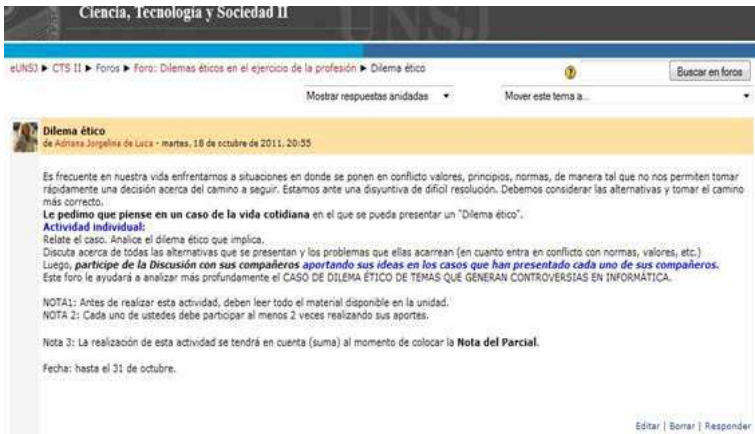 Ciencia, Tecnología y Sociedad II
UNSJ
eUNSJ ► CTS II ► Foros ► Foro: Dilemas éticos en el ejercicio de la profesión ► Dilema ético
Buscar en foros
Mostrar respuestas anidadas
Mover este tema a...
Dilema ético
de Adriana Jorgelina de Luca - martes, 18 de octubre de 2011, 20:55
Es frecuente en nuestra vida enfrentarnos a situaciones en donde se ponen en conflicto valores, principios, normas, de manera tal que no nos permiten tomar
rápidamente una decisión acerca del camino a seguir. Estamos ante una disyuntiva de difícil resolución. Debemos considerar las alternativas y tomar el camino
más correcto.
Le pedimo que piense en un caso de la vida cotidiana en el que se pueda presentar un "Dilema ético".
Actividad individual:
Relate el caso. Analice el dilema ético que implica.
Discuta acerca de todas las alternativas que se presentan y los problemas que ellas acarrean (en cuanto entra en conflicto con normas, valores, etc.)
Luego, participe de la Discusión con sus compañeros aportando sus ideas en los casos que han presentado cada uno de sus compañeros.
Este foro le ayudará a analizar más profundamente el CASO DE DILEMA ÉTICO DE TEMAS QUE GENERAN CONTROVERSIAS EN INFORMÁTICA.
NOTA1: Antes de realizar esta actividad, deben leer todo el material disponible en la unidad.
NOTA 2: Cada uno de ustedes debe participar al menos 2 veces realizando sus aportes.
Nota 3: La realización de esta actividad se tendrá en cuenta (suma) al momento de colocar la Nota del Parcial.
Fecha: hasta el 31 de octubre.
Editar | Borrar | Responder